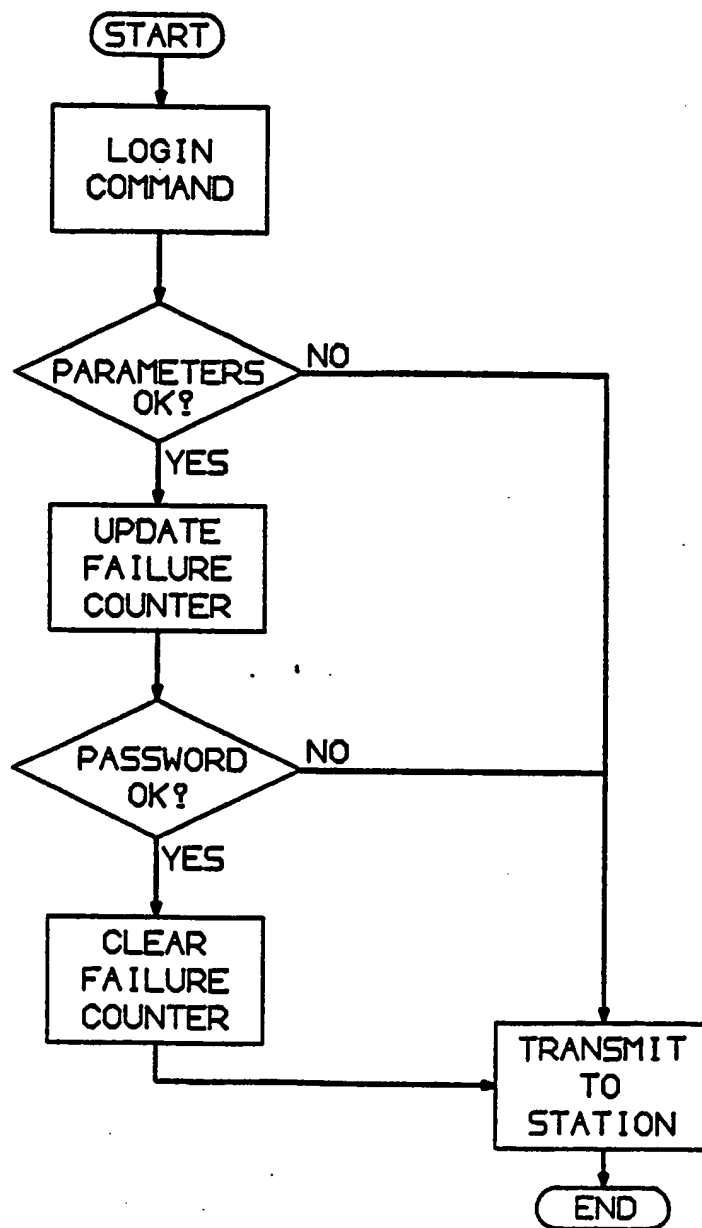 START
LOGIN
COMMAND
PARAMETERS
OK?
NO
YES
UPDATE
FAILURE
COUNTER
PASSWORD
OK?
NO
YES
CLEAR
FAILURE
COUNTER
TRANSMIT
TO
STATION
END